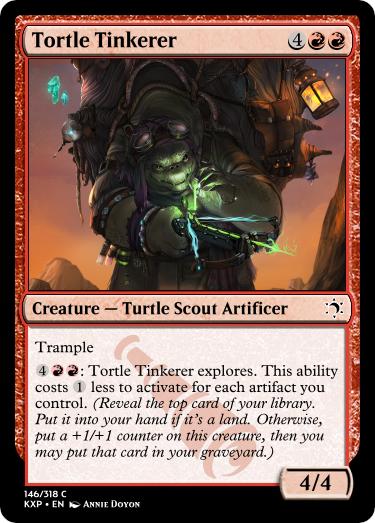 Tortle Tinkerer 4
Creature — Turtle Scout Artificer
Trample
4: Tortle Tinkerer explores. This ability
costs 1 less to activate for each artifact you
control. (Reveal the top card of your library.
Put it into your hand if it's a land. Otherwise,
put a +1/+1 counter on this creature, then you
may put that card in your graveyard.)
4/4
146/318 C
KXP • EN Annie Doyon